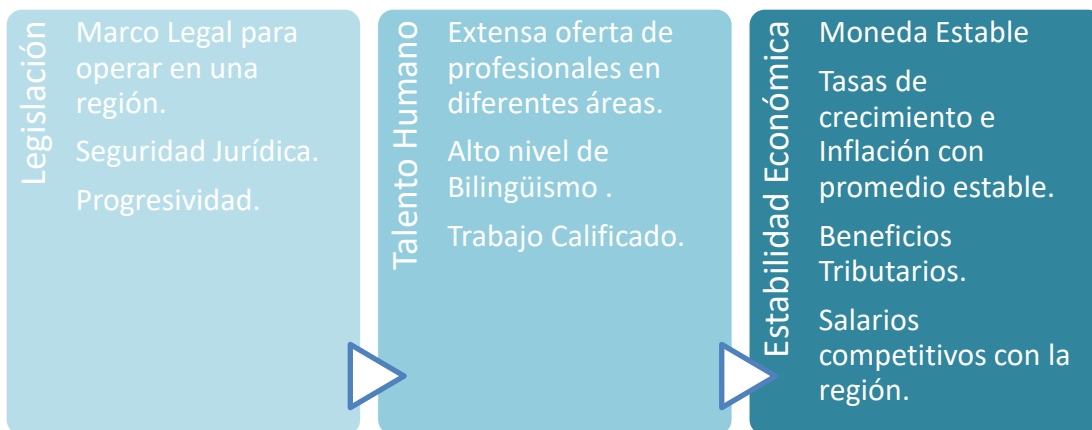 Legislación
Marco Legal para
operar en una
región.
Seguridad Jurídica.
Progresividad.
Talento Humano
Extensa oferta de
profesionales en
diferentes áreas.
Alto nivel de
Bilingüismo .
Trabajo Calificado.
Estabilidad Económica
Moneda Estable
Tasas de
crecimiento e
Inflación con
promedio estable.
Beneficios
Tributarios.
Salarios
competitivos con la
región.